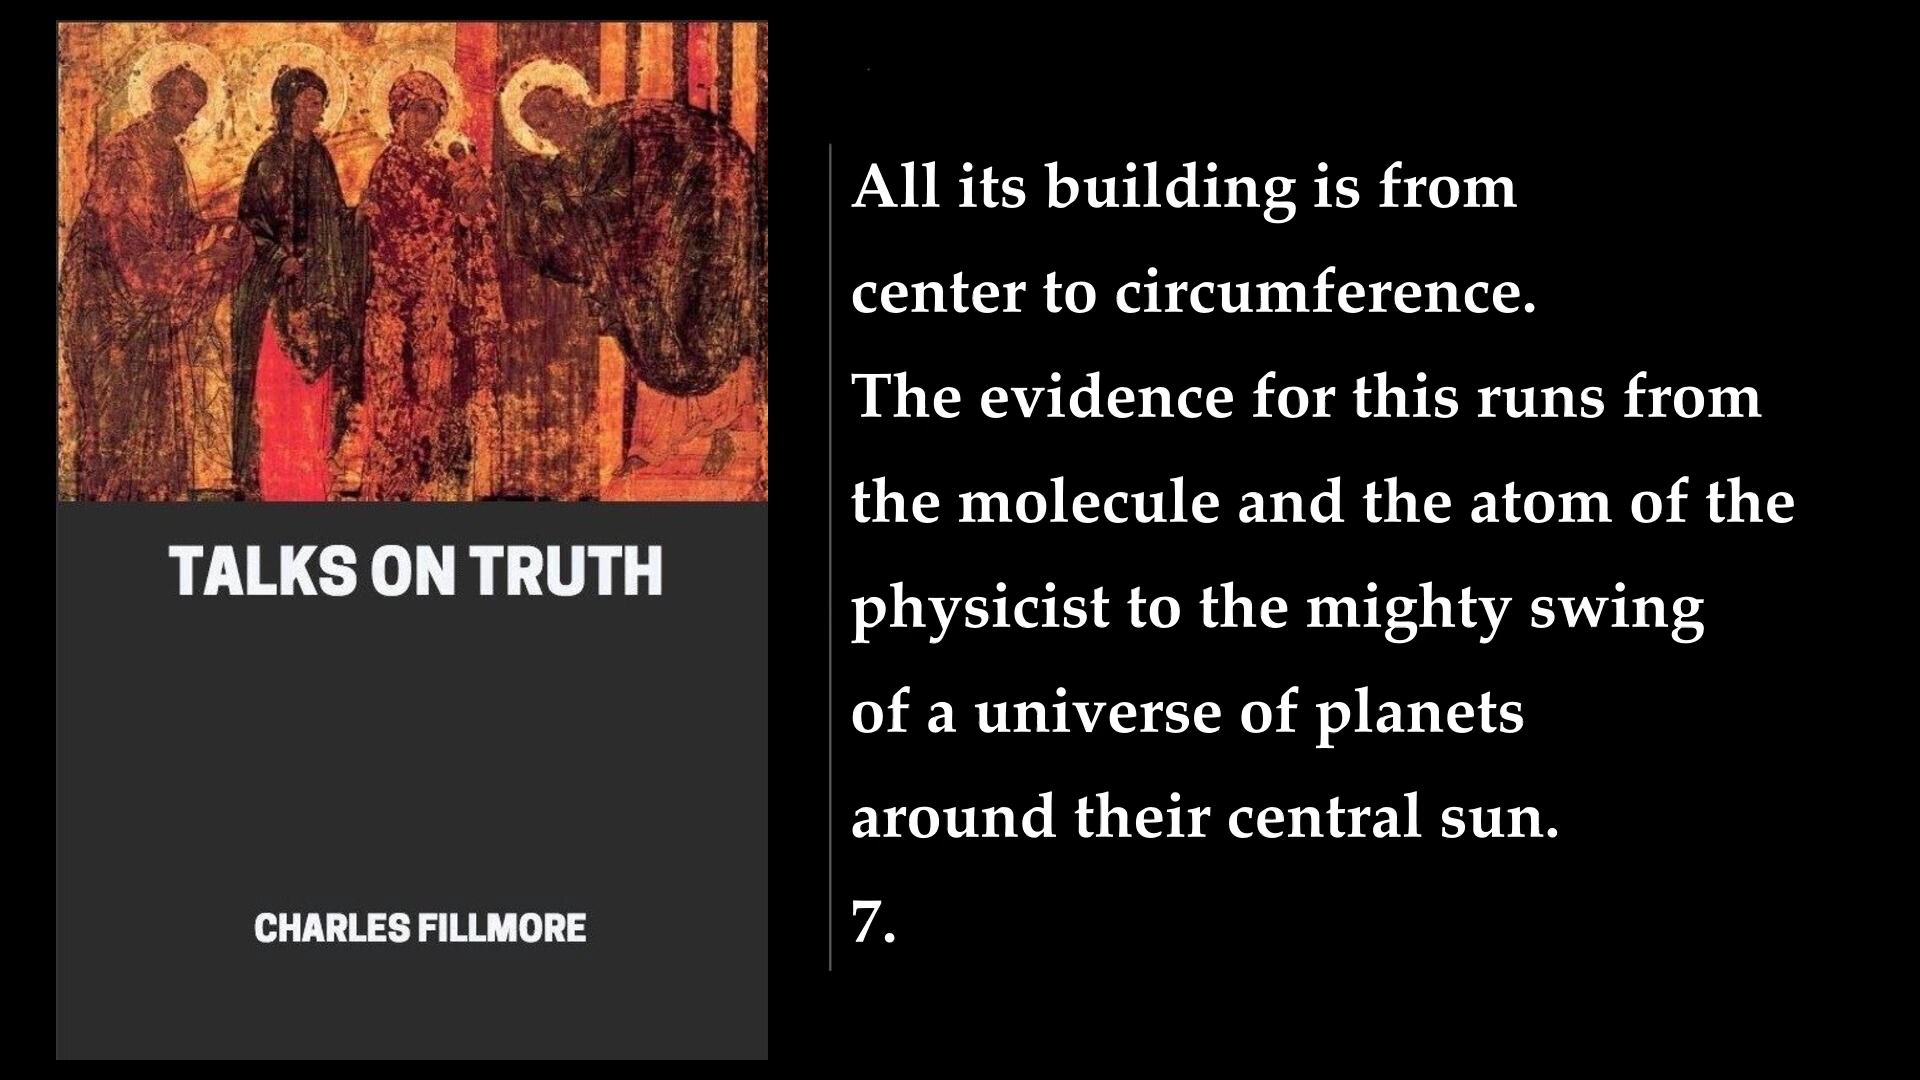 TALKS ON TRUTH
CHARLES FILLMORE
All its building is from
center to circumference.
The evidence for this runs from
the molecule and the atom of the
physicist to the mighty swing
of a universe of planets
around their central sun.
7.